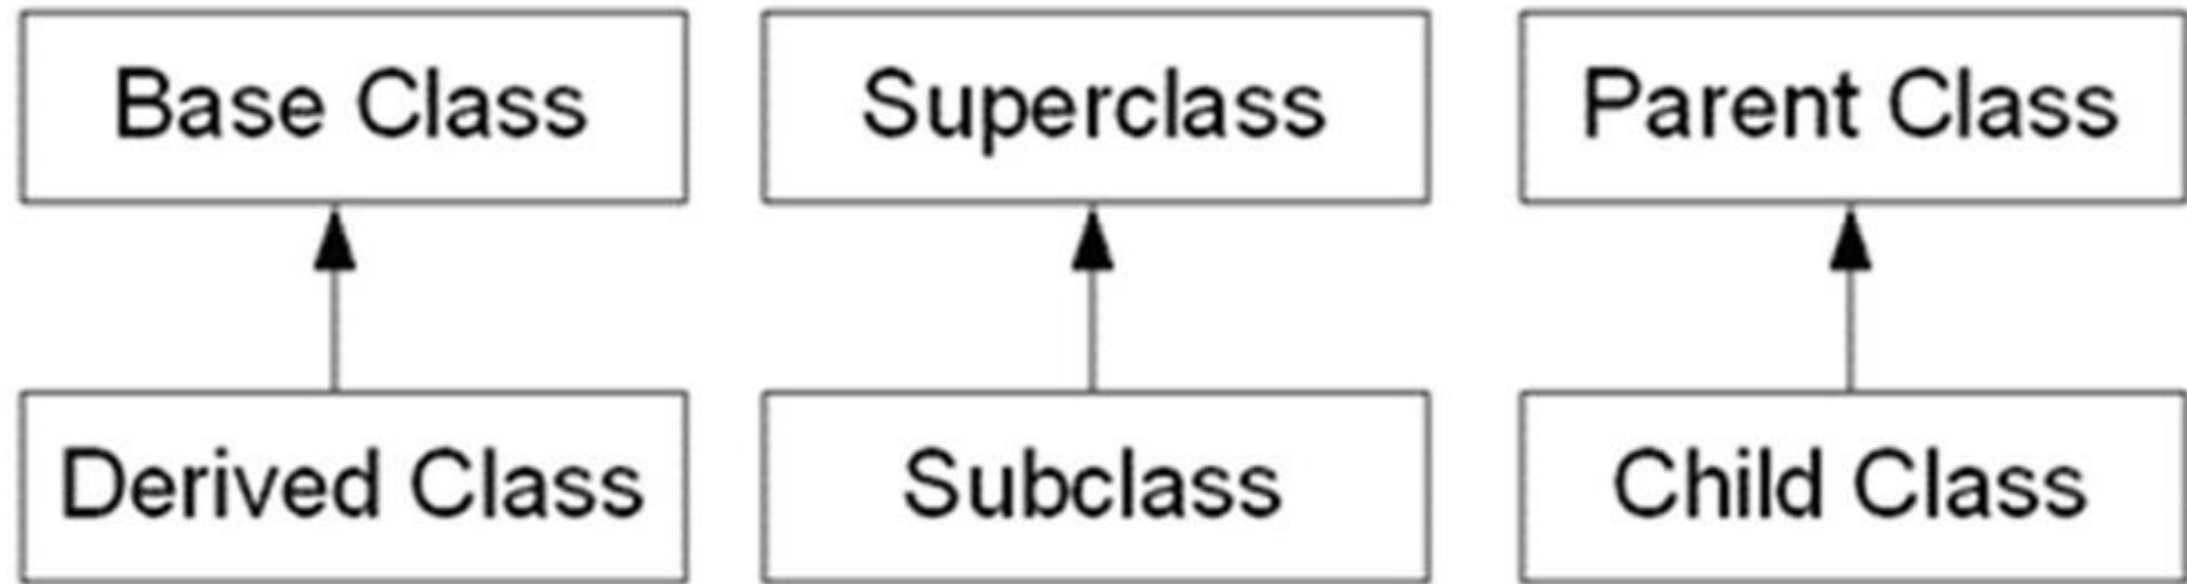 Base Class
Superclass
Parent Class
Derived Class
Subclass
Child Class